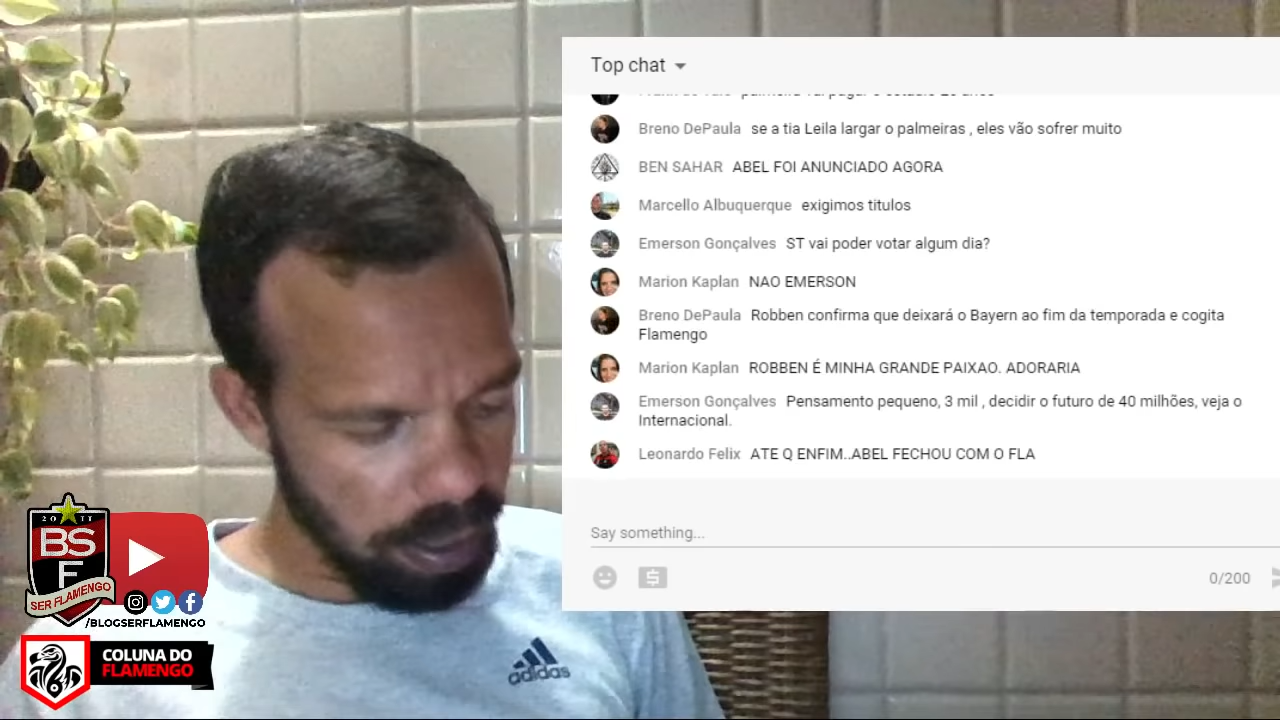 Top chat
Breno DePaula se a tia Leila largar o palmeiras , eles vão sofrer muito
BEN SAHAR ABEL FOI ANUNCIADO AGORA
Marcello Albuquerque exigimos titulos
Emerson Gonçalves ST vai poder votar algum dia?
Marion Kaplan NAO EMERSON
Breno DePaula Robben confirma que deixará o Bayern ao fim da temporada e cogita
Flamengo
Marion Kaplan ROBBEN É MINHA GRANDE PAIXAO. ADORARIA
Emerson Gonçalves Pensamento pequeno, 3 mil , decidir o futuro de 40 milhões, veja o
Internacional.
Leonardo Felix ATE Q ENFIM..ABEL FECHOU COM O FLA
Say something...
0/200
2011
BSF
SER FLAMENGO
/BLOGSERFLAMENGO
COLUNA DO
FLAMENGO
adidas